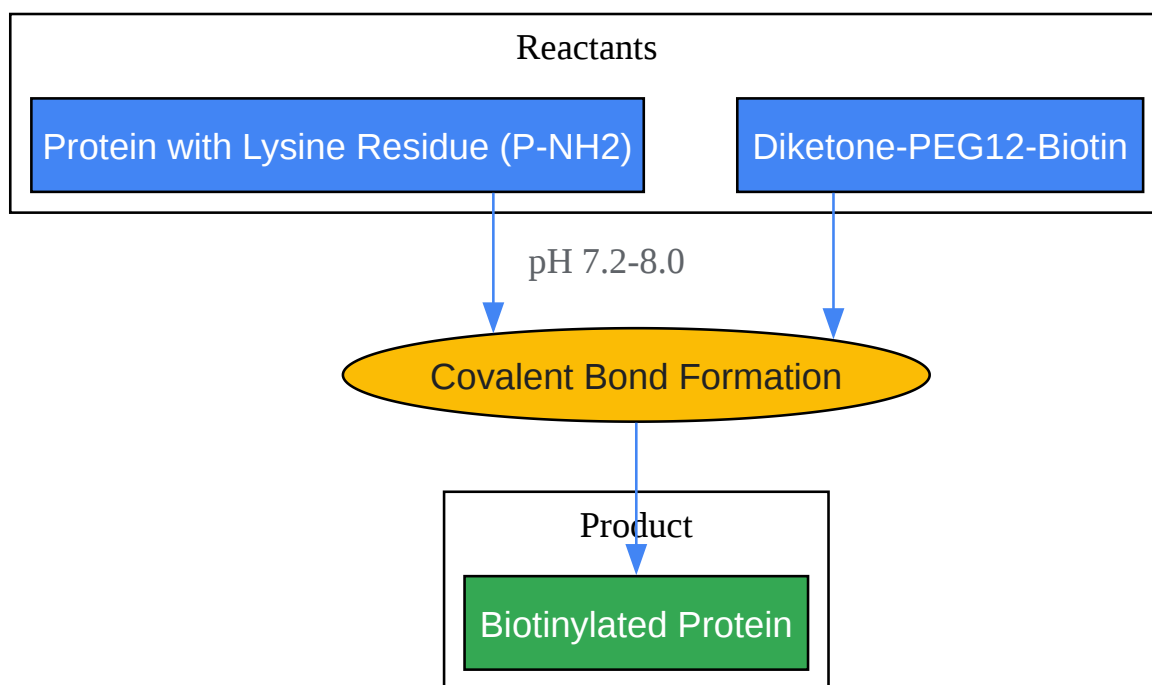 Reactants
Protein with Lysine Residue (P-NH2)
Diketone-PEG12-Biotin
pH 7.2-8.0
Covalent Bond Formation
Product
Biotinylated Protein